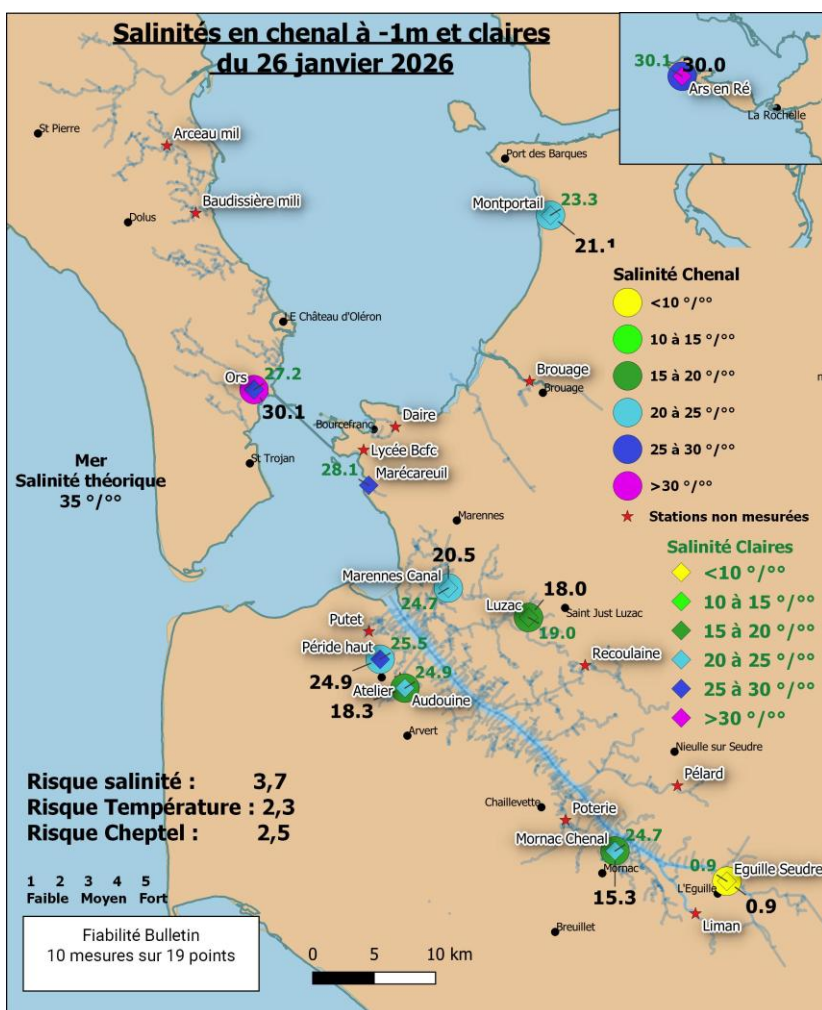 Salinités en chenal à -1m et claires
du 26 janvier 2026
30.1
30.0
Ars en Ré
La Rochelle
St Pierre
Arceau mil
Port des Barques
Baudissière mili
Dolus
Montportail
23.3
21.1
Salinité Chenal
<10 °/°°
10 à 15 °/°°
15 à 20 °/°°
20 à 25 °/°°
25 à 30 °/°°
>30 °/°°
Stations non mesurées
LE Château d'Oléron
Ors
27.2
30.1
Brouage
Brouage
Daire
Bourcefranc
Lycée Bcfc
28.1
Marécareuil
St Trojan
Mer
Salinité théorique
35 °/°°
Marennes
Salinité Claires
<10 °/°°
10 à 15 °/°°
15 à 20 °/°°
20 à 25 °/°°
25 à 30 °/°°
>30 °/°°
20.5
Marennes Canal
24.7
18.0
Luzac
Saint Just Luzac
19.0
Putet
25.5
Péride haut
24.9
Recoulaine
Atelier
24.9
18.3
Audouine
Arvert
Nieulle sur Seudre
Pélard
Risque salinité : 3,7
Risque Température : 2,3
Risque Cheptel : 2,5
Chaillevette
Poterie
Mornac Chenal
24.7
Mornac
15.3
0.9
Eguille Seudre
L'Eguille
0.9
Liman
Breuillet
1 2 3 4 5
Faible Moyen Fort
Fiabilité Bulletin
10 mesures sur 19 points
0 5 10 km